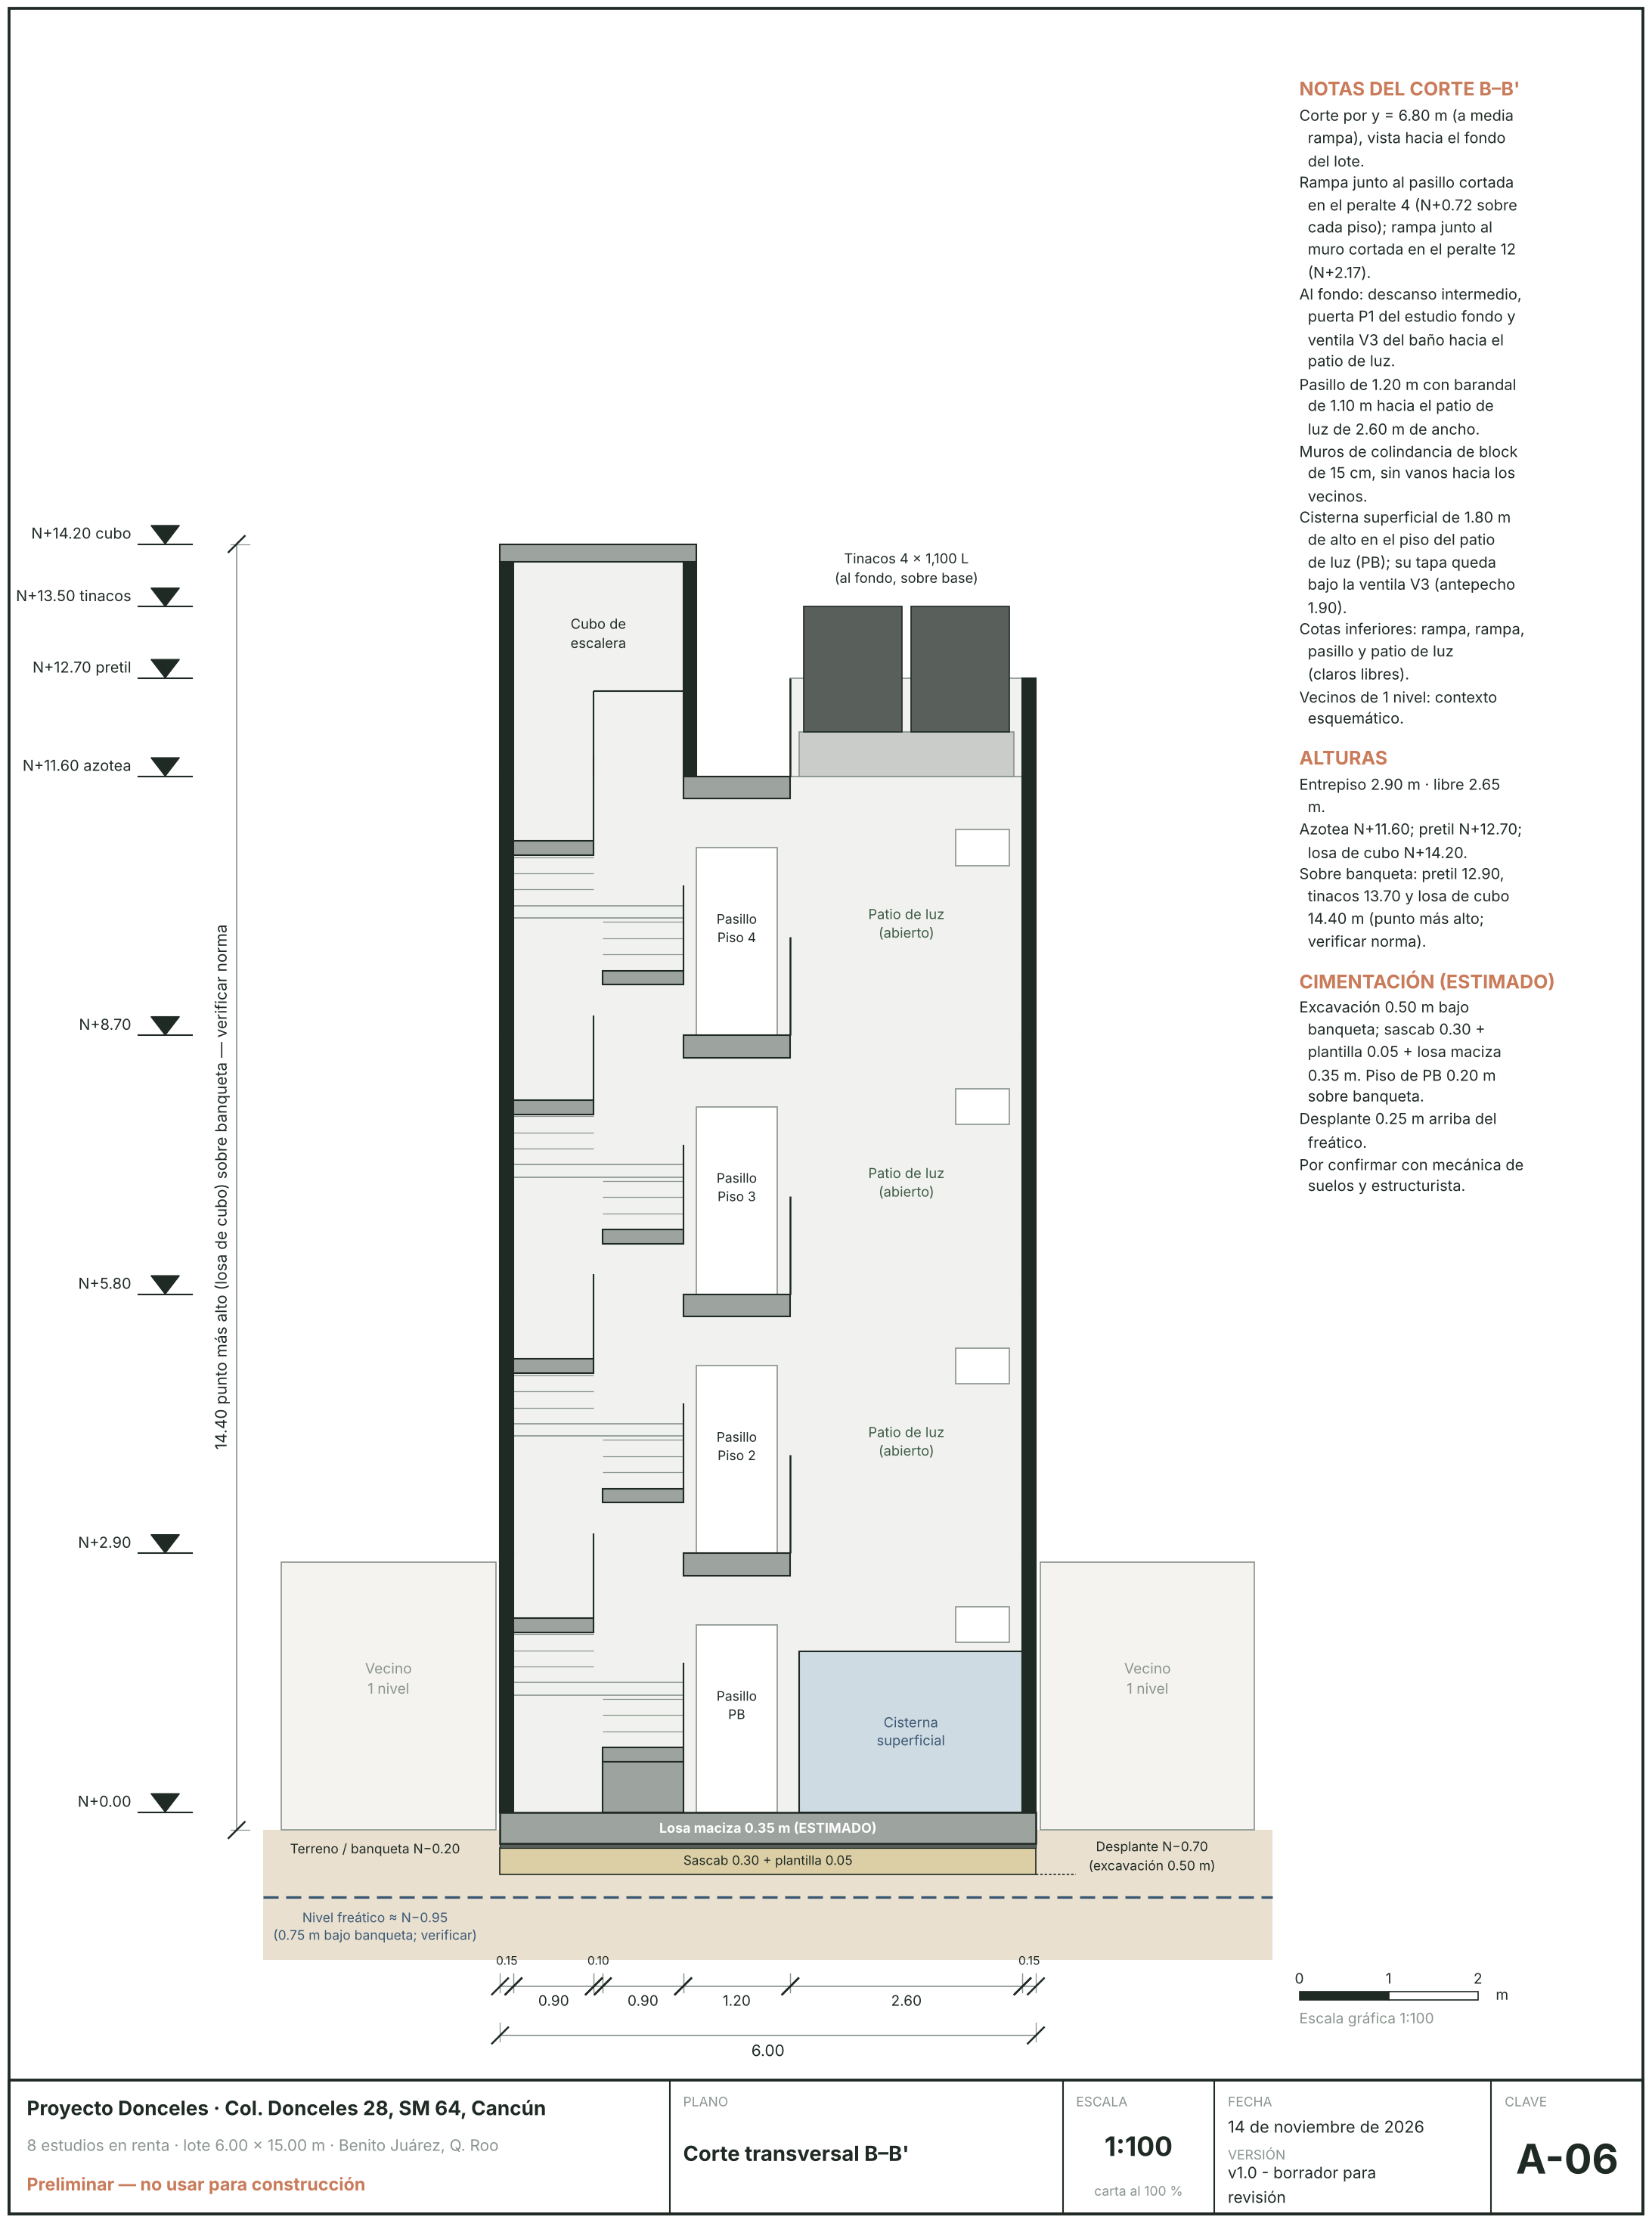 NOTAS DEL CORTE B–B'
Corte por y = 6.80 m (a media
rampa), vista hacia el fondo
del lote.
Rampa junto al pasillo cortada
en el peralte 4 (N+0.72 sobre
cada piso); rampa junto al
muro cortada en el peralte 12
(N+2.17).
Al fondo: descanso intermedio,
puerta P1 del estudio fondo y
ventila V3 del baño hacia el
patio de luz.
Pasillo de 1.20 m con barandal
de 1.10 m hacia el patio de
luz de 2.60 m de ancho.
Muros de colindancia de block
de 15 cm, sin vanos hacia los
vecinos.
Cisterna superficial de 1.80 m
de alto en el piso del patio
de luz (PB); su tapa queda
bajo la ventila V3 (antepecho
1.90).
Cotas inferiores: rampa, rampa,
pasillo y patio de luz
(claros libres).
Vecinos de 1 nivel: contexto
esquemático.
ALTURAS
Entrepiso 2.90 m · libre 2.65
m.
Azotea N+11.60; pretil N+12.70;
losa de cubo N+14.20.
Sobre banqueta: pretil 12.90,
tinacos 13.70 y losa de cubo
14.40 m (punto más alto;
verificar norma).
CIMENTACIÓN (ESTIMADO)
Excavación 0.50 m bajo
banqueta; sascab 0.30 +
plantilla 0.05 + losa maciza
0.35 m. Piso de PB 0.20 m
sobre banqueta.
Desplante 0.25 m arriba del
freático.
Por confirmar con mecánica de
suelos y estructurista.
N+14.20 cubo
N+13.50 tinacos
N+12.70 pretil
N+11.60 azotea
N+8.70
N+5.80
N+2.90
N+0.00
14.40 punto más alto (losa de cubo) sobre banqueta — verificar norma
Tinacos 4 × 1,100 L
(al fondo, sobre base)
Cubo de
escalera
Pasillo
Piso 4
Patio de luz
(abierto)
Pasillo
Piso 3
Patio de luz
(abierto)
Pasillo
Piso 2
Patio de luz
(abierto)
Vecino
1 nivel
Pasillo
PB
Cisterna
superficial
Vecino
1 nivel
Losa maciza 0.35 m (ESTIMADO)
Terreno / banqueta N−0.20
Sascab 0.30 + plantilla 0.05
Desplante N−0.70
(excavación 0.50 m)
Nivel freático ≈ N−0.95
(0.75 m bajo banqueta; verificar)
0.15
0.10
0.15
0.90
0.90
1.20
2.60
6.00
0 1 2 m
Escala gráfica 1:100
Proyecto Donceles · Col. Donceles 28, SM 64, Cancún
8 estudios en renta · lote 6.00 × 15.00 m · Benito Juárez, Q. Roo
Preliminar — no usar para construcción
PLANO
Corte transversal B–B'
ESCALA
1:100
carta al 100 %
FECHA
14 de noviembre de 2026
VERSIÓN
v1.0 - borrador para
revisión
CLAVE
A-06